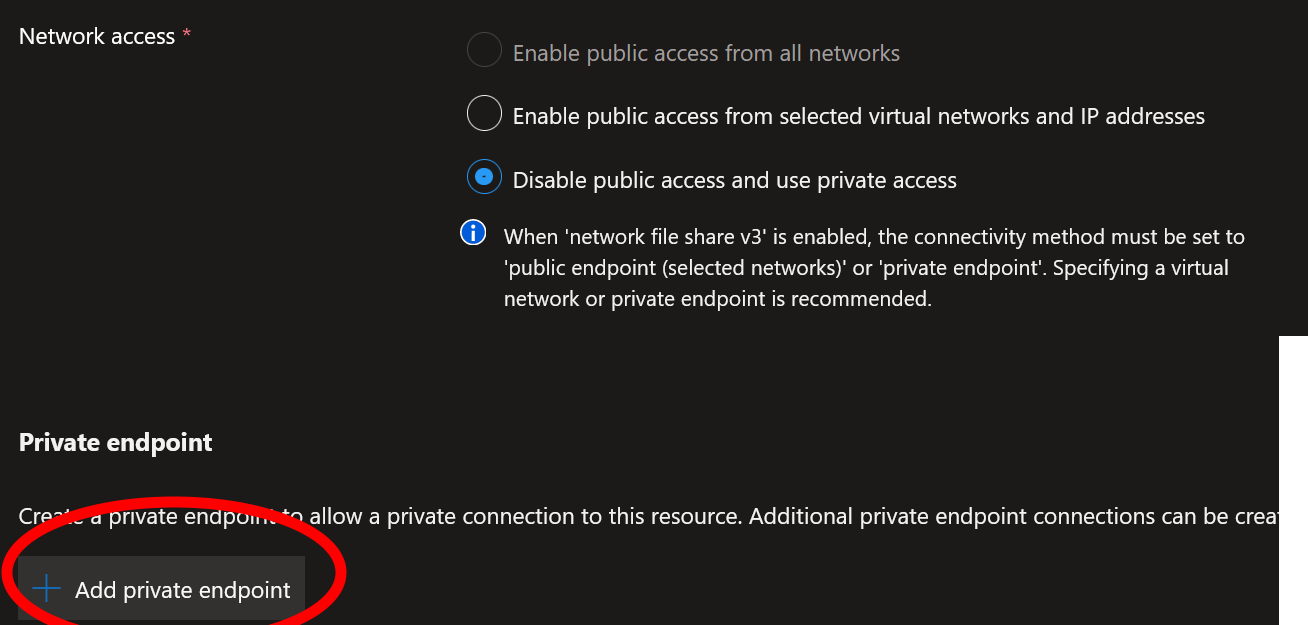 Network access *
Enable public access from all networks
Enable public access from selected virtual networks and IP addresses
Disable public access and use private access
When 'network file share v3' is enabled, the connectivity method must be set to
'public endpoint (selected networks)' or 'private endpoint'. Specifying a virtual
network or private endpoint is recommended.
Private endpoint
Create a private endpoint to allow a private connection to this resource. Additional private endpoint connections can be
Add private endpoint